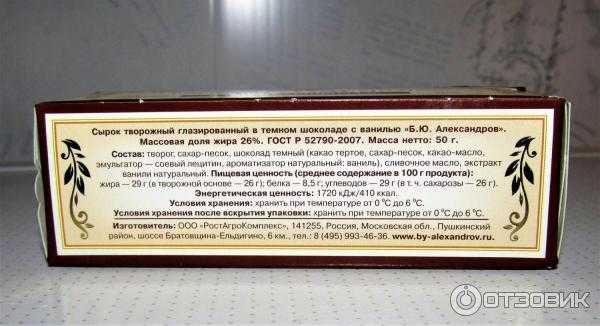 Сырок творожный глазированный в темном шоколаде с ванилью «Б.Ю. Александров».
Массовая доля жира 26%. ГОСТ Р 52790-2007. Масса нетто: 50 г.
Состав: творог, сахар-песок, шоколад темный (какао тертое, сахар-песок, какао-масло,
эмульгатор — соевый лецитин, ароматизатор натуральный: ваниль), сливочное масло, экстракт
ванили натуральный. Пищевая ценность (среднее содержание в 100 г продукта):
жира – 29 г (в творожной основе – 26 г); белка – 8,5 г; углеводов – 29 г (в т. ч. сахарозы – 26 г).
Энергетическая ценность: 1720 кДж/410 ккал.
Условия хранения: хранить при температуре от 0 °С до 6 °С.
Условия хранения после вскрытия упаковки: хранить при температуре от 0 °С до 6 °С.
Изготовитель: ООО «РостАгроКомплекс», 141255, Россия, Московская обл., Пушкинский
район, шоссе Братовщина-Ельдигино, 6 км., тел.: 8 (495) 993-46-36. www.by-alexandrov.ru.
ОТЗОВИК